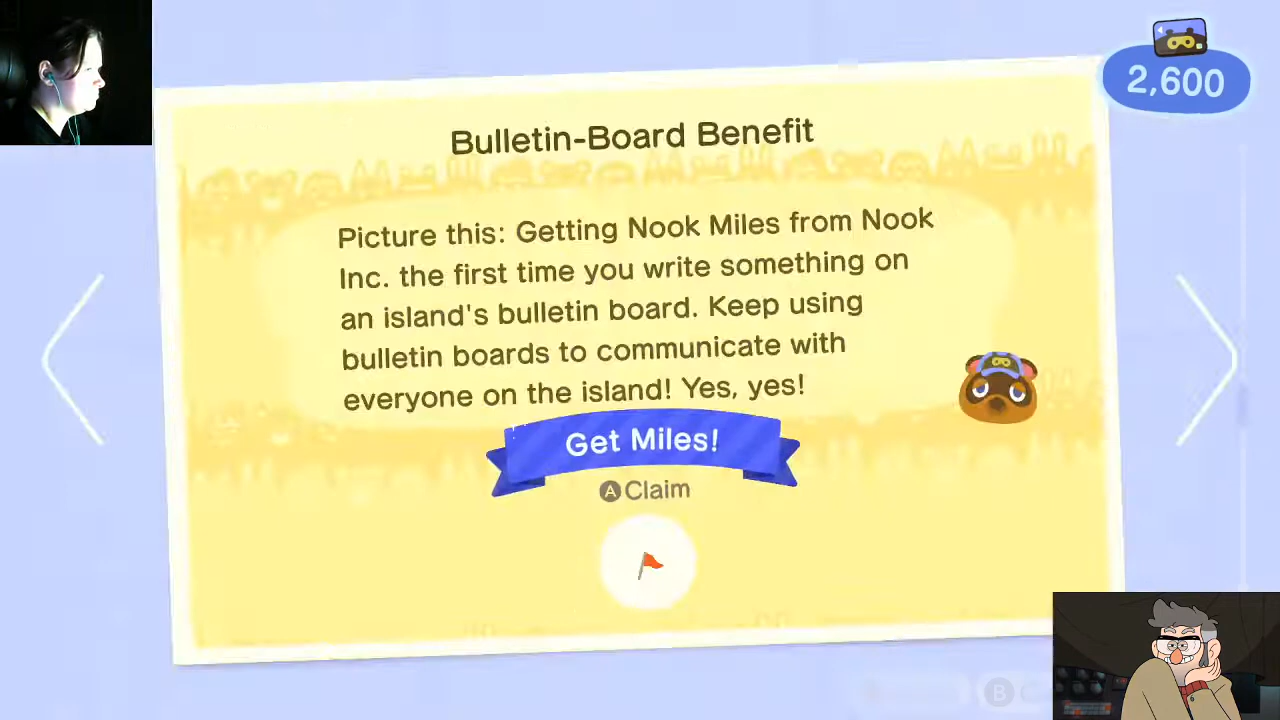 2,600
Bulletin-Board Benefit
Picture this: Getting Nook Miles from Nook
Inc. the first time you write something on
an island's bulletin board. Keep using
bulletin boards to communicate with
everyone on the island! Yes, yes!
Get Miles!
A Claim
B